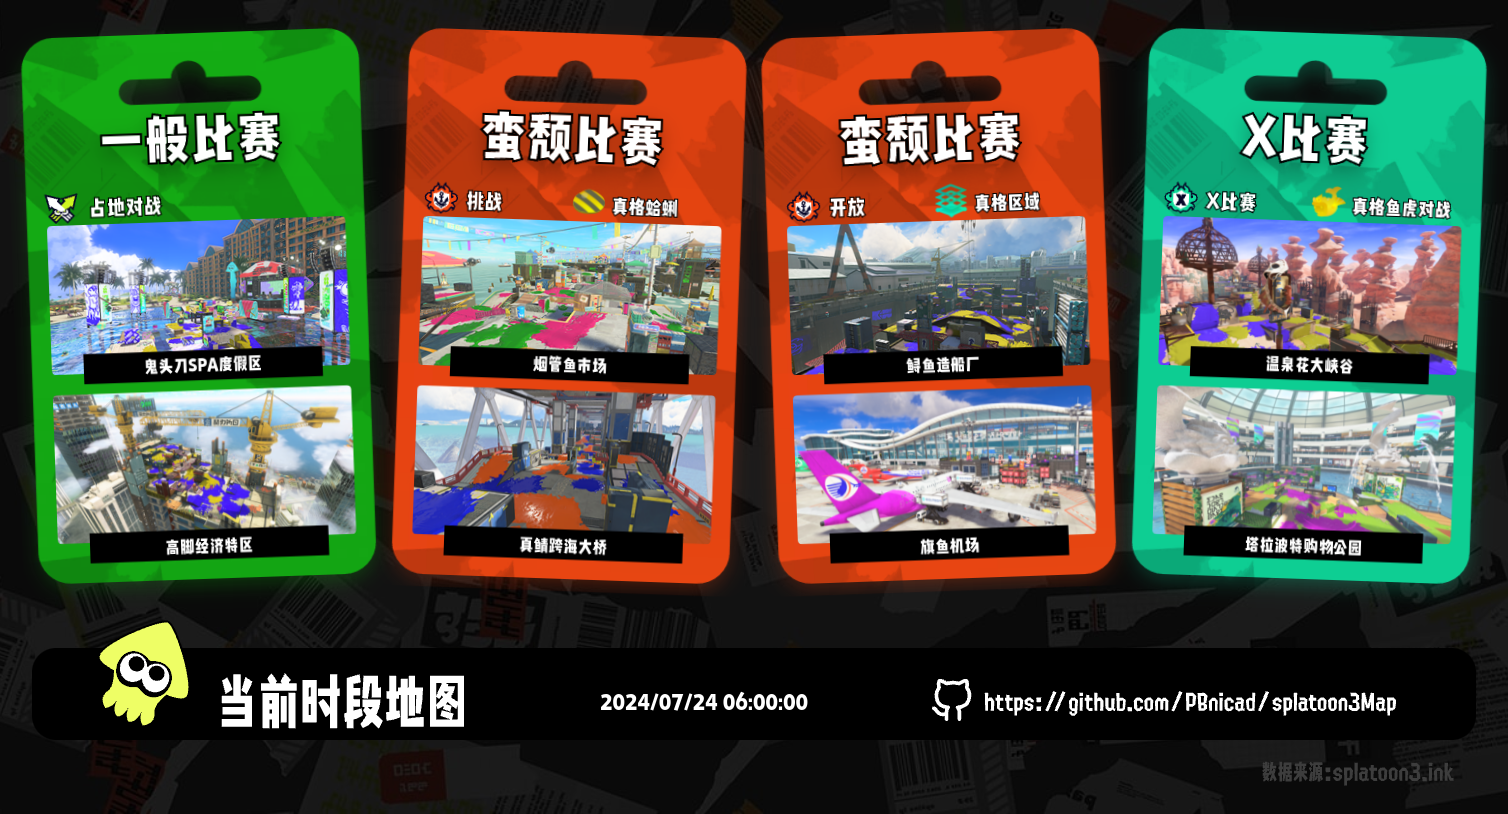 一般比赛
占地对战
鬼头刀SPA度假区
高脚经济特区
蛮颓比赛
挑战
真格蛤蜊
烟管鱼市场
真鲭跨海大桥
蛮颓比赛
开放
真格区域
鲟鱼造船厂
旗鱼机场
X比赛
X比赛
真格鱼虎对战
温泉花大峡谷
塔拉波特购物公园
当前时段地图
2024/07/24 06:00:00
https://github.com/PBnicad/splatoon3Map
数据来源:splatoon3.ink